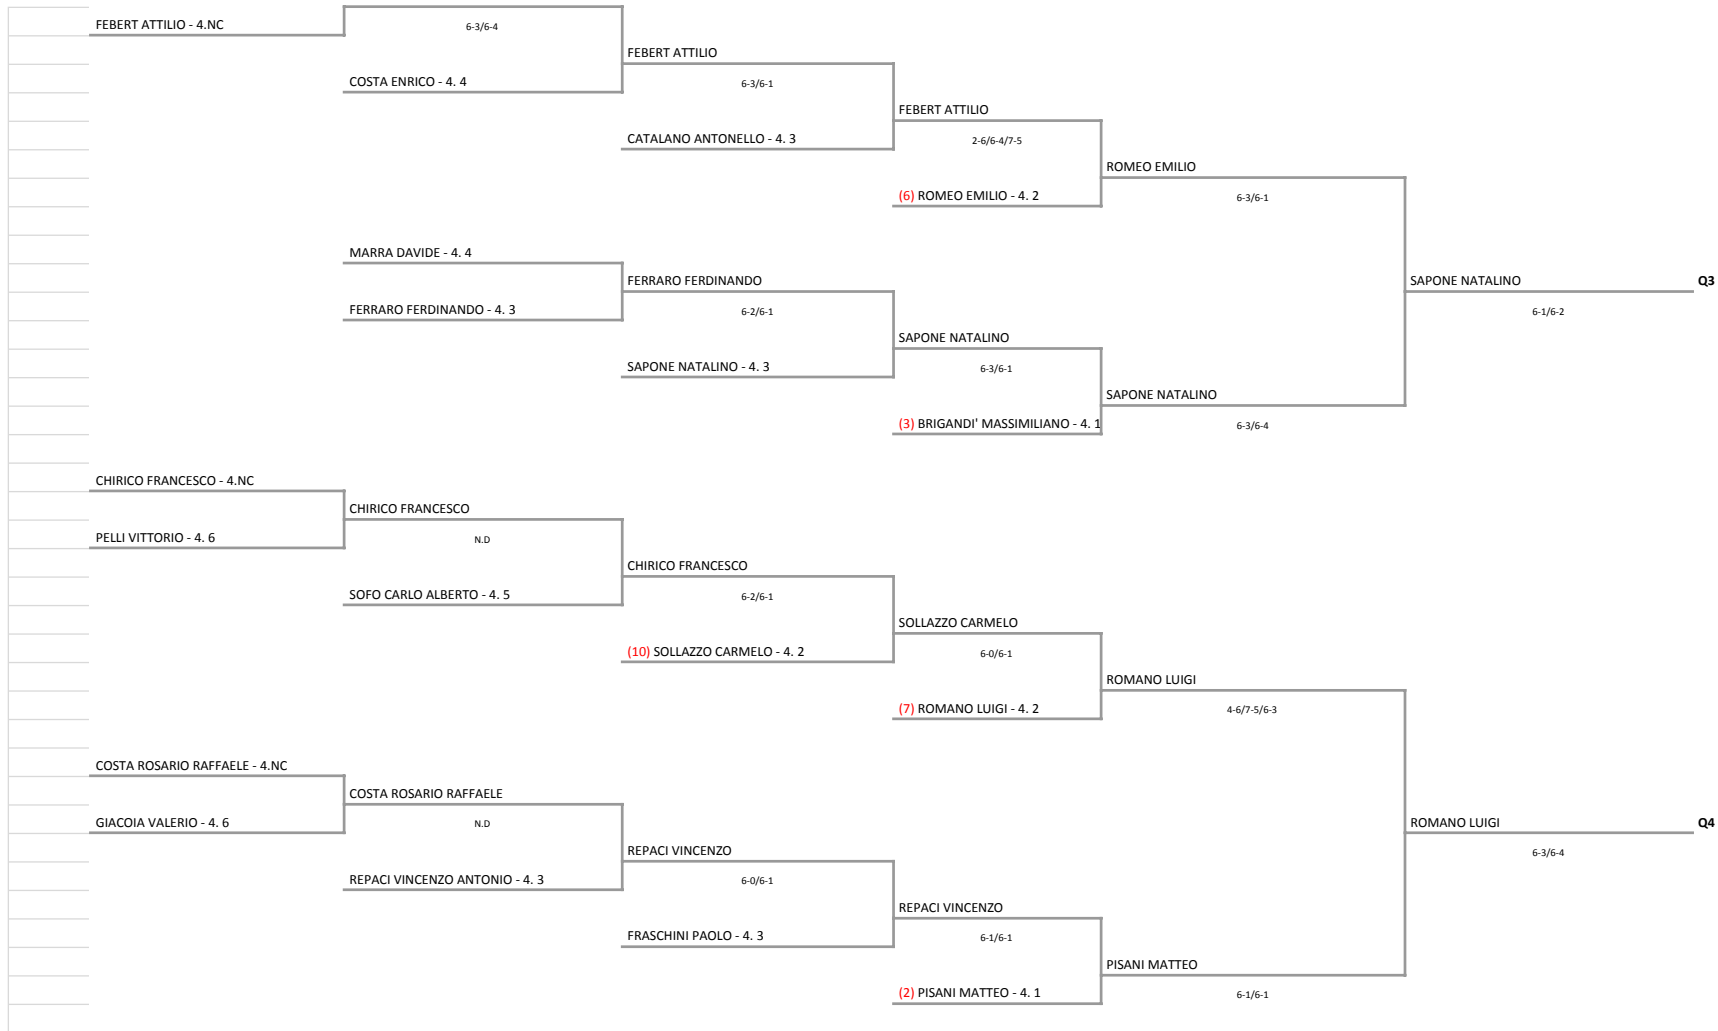 FEBERT ATTILIO - 4.NC
6-3/6-4
FEBERT ATTILIO
COSTA ENRICO - 4. 4
6-3/6-1
FEBERT ATTILIO
CATALANO ANTONELLO - 4. 3
2-6/6-4/7-5
ROMEO EMILIO
(6) ROMEO EMILIO - 4. 2
6-3/6-1
MARRA DAVIDE - 4. 4
FERRARO FERDINANDO
SAPONE NATALINO
Q3
FERRARO FERDINANDO - 4. 3
6-2/6-1
6-1/6-2
SAPONE NATALINO
SAPONE NATALINO - 4. 3
6-3/6-1
SAPONE NATALINO
(3) BRIGANDI' MASSIMILIANO - 4. 1
6-3/6-4
CHIRICO FRANCESCO - 4.NC
CHIRICO FRANCESCO
PELLI VITTORIO - 4. 6
N.D
CHIRICO FRANCESCO
SOFO CARLO ALBERTO - 4. 5
6-2/6-1
SOLLAZZO CARMELO
(10) SOLLAZZO CARMELO - 4. 2
6-0/6-1
ROMANO LUIGI
(7) ROMANO LUIGI - 4. 2
4-6/7-5/6-3
COSTA ROSARIO RAFFAELE - 4.NC
COSTA ROSARIO RAFFAELE
GIACOIA VALERIO - 4. 6
N.D
ROMANO LUIGI
Q4
REPACI VINCENZO
6-3/6-4
REPACI VINCENZO ANTONIO - 4. 3
6-0/6-1
REPACI VINCENZO
FRASCHINI PAOLO - 4. 3
6-1/6-1
PISANI MATTEO
(2) PISANI MATTEO - 4. 1
6-1/6-1